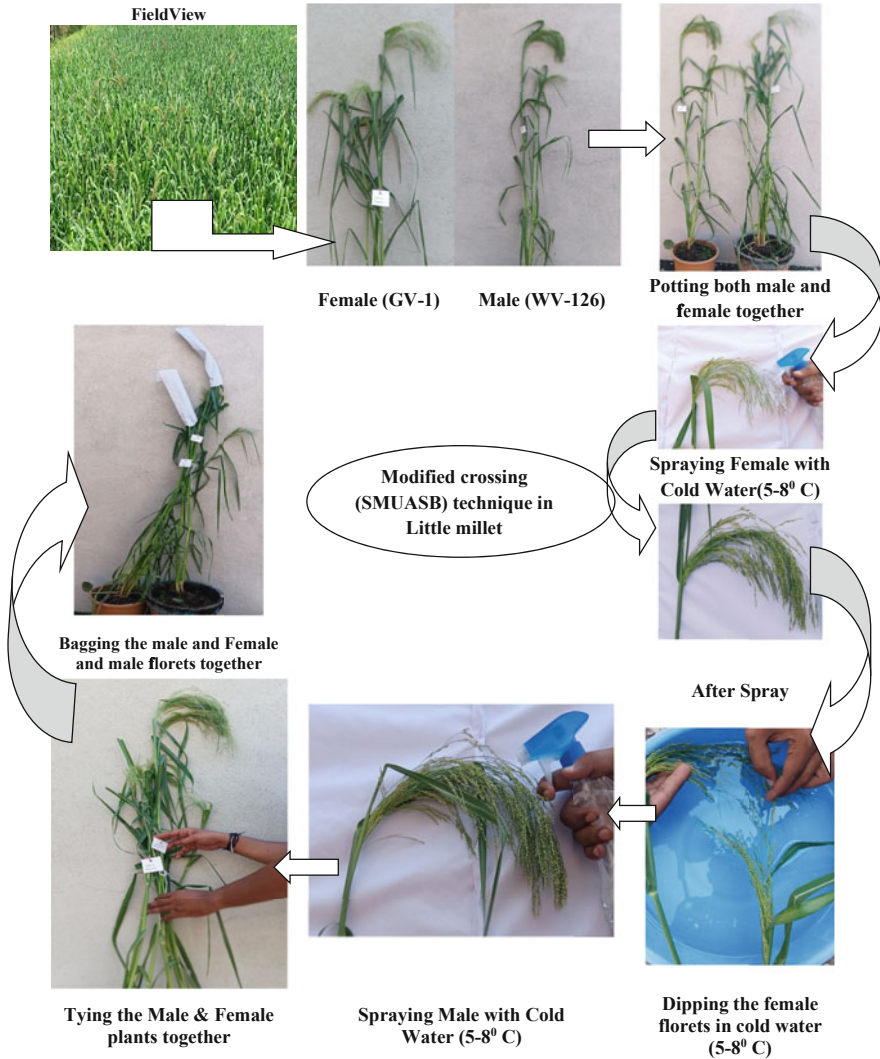 FieldView
Female (GV-1)
Male (WV-126)
Potting both male and
female together
Spraying Female with
Cold Water(5-8⁰ C)
Modified crossing
(SMUASB) technique in
Little millet
After Spray
Dipping the female
florets in cold water
(5-8⁰ C)
Spraying Male with Cold
Water (5-8⁰ C)
Tying the Male & Female
plants together
Bagging the male and Female
and male florets together